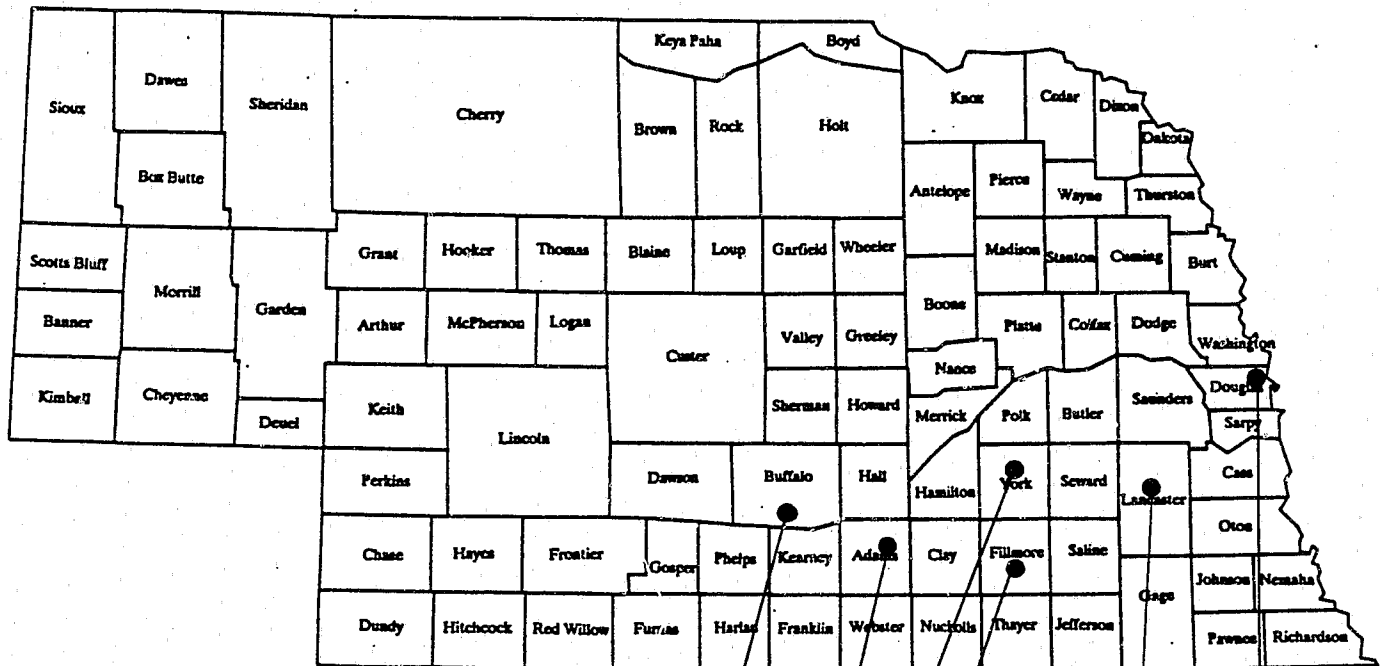 Keya Paha
Boyd
Sioux
Dawes
Sheridan
Cherry
Brown
Rock
Holt
Knox
Cedar
Dixon
Dakota
Box Butte
Antelope
Pierce
Wayne
Thurston
Scotts Bluff
Morrill
Garden
Grant
Hooker
Thomas
Blaine
Loup
Garfield
Wheeler
Madison
Stanton
Cuming
Burt
Banner
Arthur
McPherson
Logan
Custer
Valley
Greeley
Boone
Platte
Colfax
Dodge
Washington
Nance
Kimball
Cheyenne
Deuel
Keith
Lincoln
Sherman
Howard
Merrick
Polk
Butler
Saunders
Douglas
Sarpy
Perkins
Dawson
Buffalo
Hall
Hamilton
York
Seward
Lancaster
Cass
Otoe
Chase
Hayes
Frontier
Gosper
Phelps
Kearney
Adams
Clay
Fillmore
Saline
Gage
Johnson
Nemaha
Dundy
Hitchcock
Red Willow
Furnas
Harlan
Franklin
Webster
Nuckolls
Thayer
Jefferson
Pawnee
Richardson